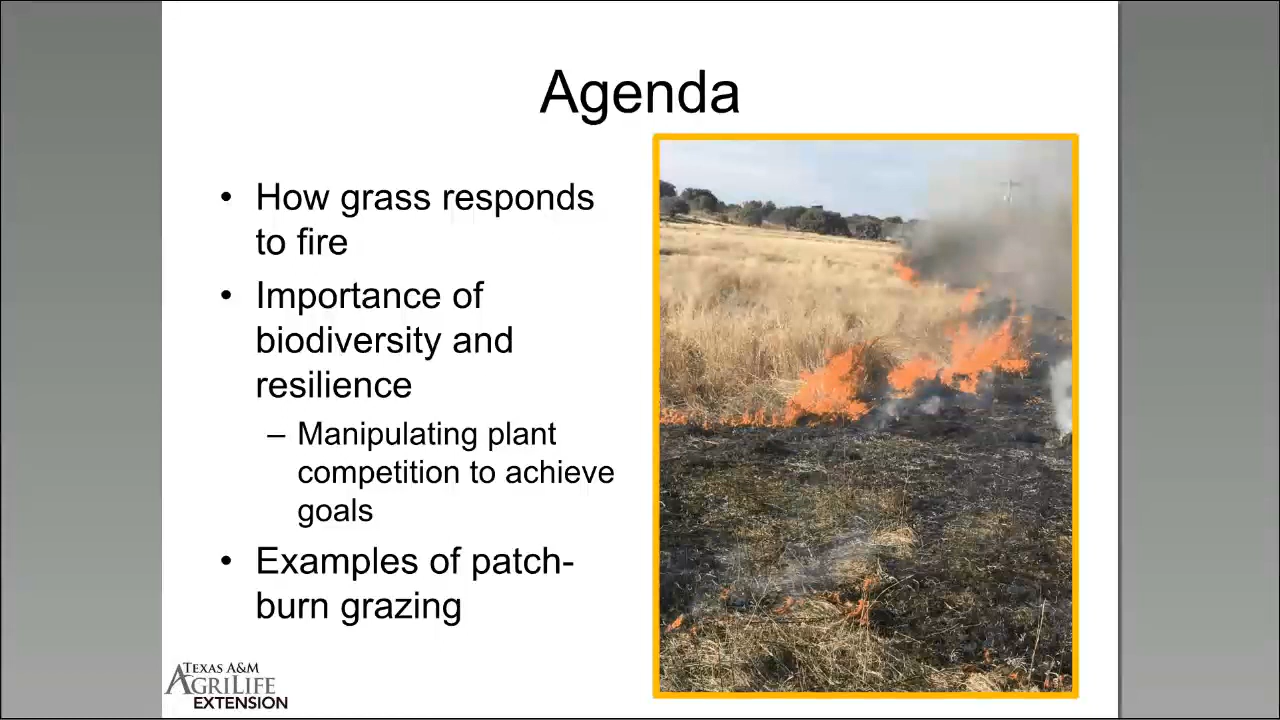 Agenda
• How grass responds
to fire
• Importance of
biodiversity and
resilience
– Manipulating plant
competition to achieve
goals
• Examples of patch-
burn grazing
TEXAS A&M
AGRILIFE
EXTENSION